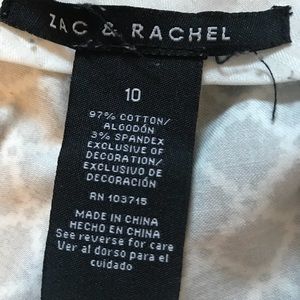 ZAC & RACHEL
10
97% COTTON/
ALGODÓN
3% SPANDEX
EXCLUSIVE OF
DECORATION/
EXCLUSIVO DE
DECORACIÓN
RN 103715
MADE IN CHINA
HECHO EN CHINA
See reverse for care
Ver al dorso para el
cuidado